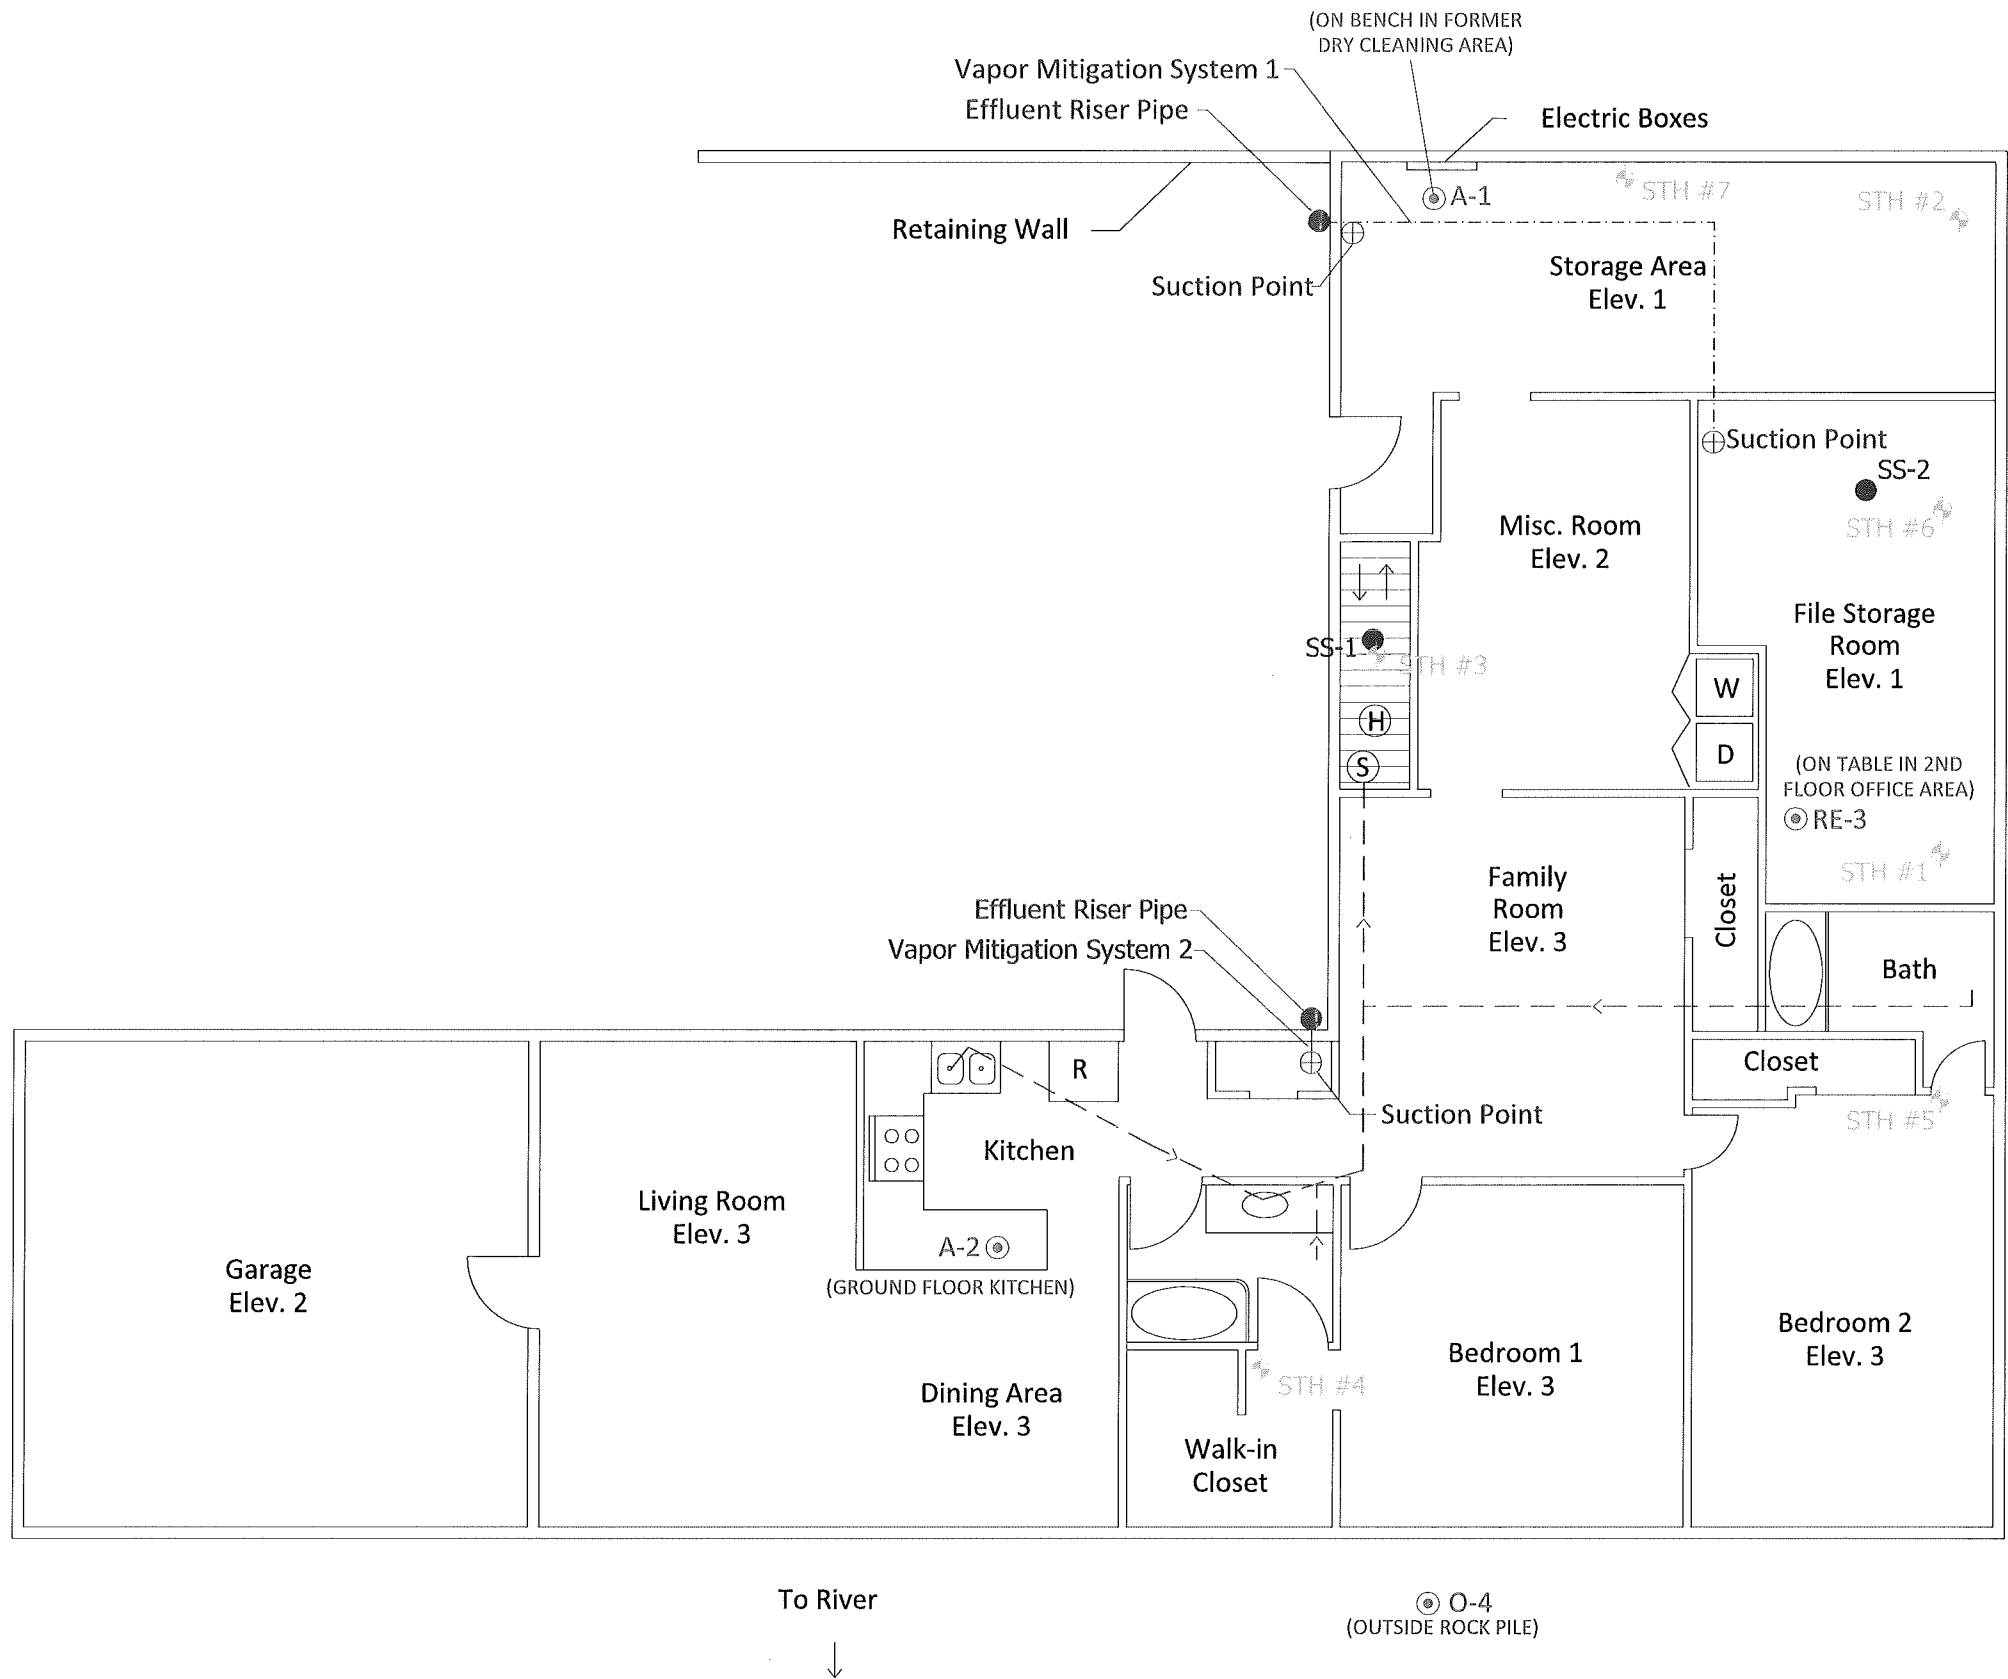 (ON BENCH IN FORMER
DRY CLEANING AREA)
Vapor Mitigation System 1
Effluent Riser Pipe
Electric Boxes
STH #7
STH #2
A-1
Retaining Wall
Suction Point
Storage Area
Elev. 1
Suction Point
SS-2
STH #6
Misc. Room
Elev. 2
File Storage
Room
Elev. 1
SS-1
STH #3
W
H
D
S
(ON TABLE IN 2ND
FLOOR OFFICE AREA)
RE-3
STH #1
Family
Room
Elev. 3
Closet
Effluent Riser Pipe
Vapor Mitigation System 2
Bath
R
Closet
Suction Point
STH #5
Kitchen
Living Room
Elev. 3
A-2
(GROUND FLOOR KITCHEN)
Garage
Elev. 2
Bedroom 2
Elev. 3
Bedroom 1
Elev. 3
STH #4
Dining Area
Elev. 3
Walk-in
Closet
To River
O-4
(OUTSIDE ROCK PILE)